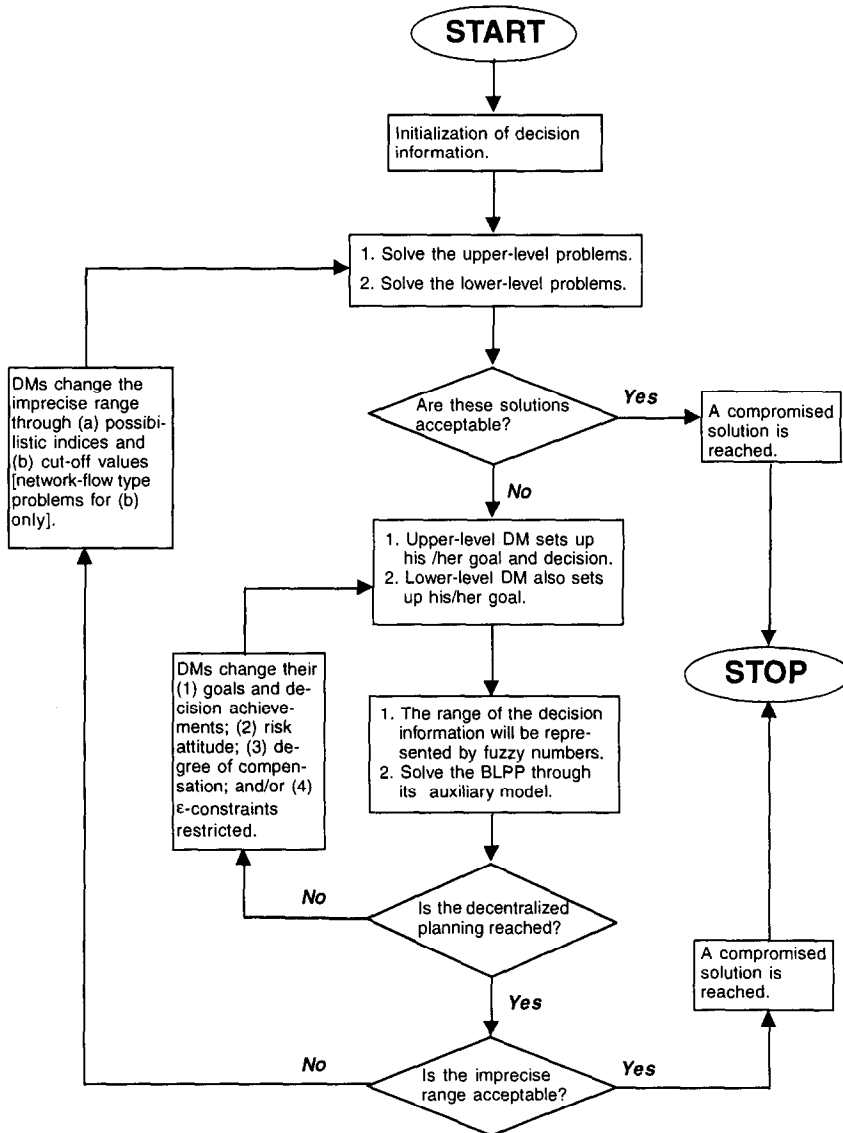 START
Initialization of decision
information.
1. Solve the upper-level problems.
2. Solve the lower-level problems.
DMs change the
imprecise range
through (a) possibi-
listic indices and
(b) cut-off values
[network-flow type
problems for (b)
only].
Are these solutions
acceptable?
Yes
A compromised
solution is
reached.
No
1. Upper-level DM sets up
his /her goal and decision.
2. Lower-level DM also sets
up his/her goal.
STOP
DMs change their
(1) goals and de-
cision achieve-
ments; (2) risk
attitude; (3) de-
gree of compen-
sation; and/or (4)
ε-constraints
restricted.
1. The range of the decision
information will be repre-
sented by fuzzy numbers.
2. Solve the BLPP through
its auxiliary model.
No
Is the decentralized
planning reached?
A compromised
solution is
reached.
Yes
No
Is the imprecise
range acceptable?
Yes